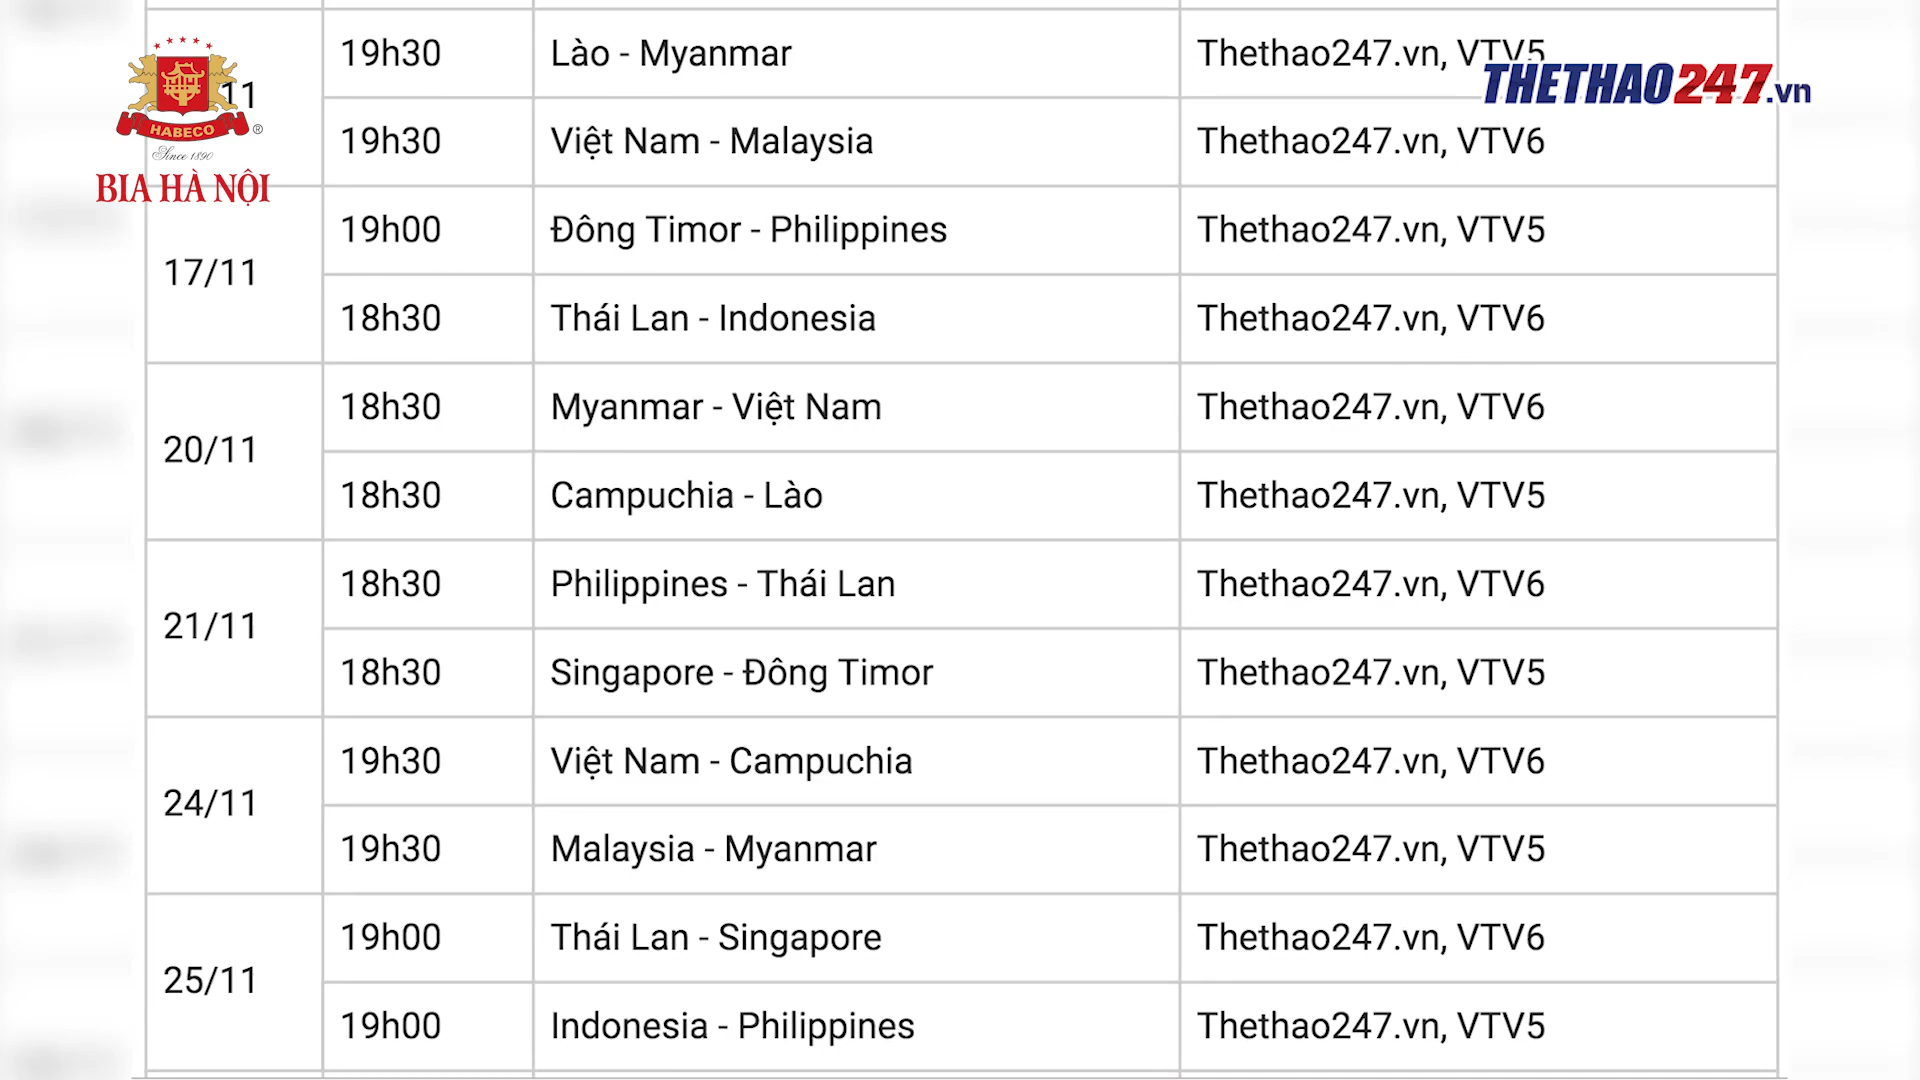 19h30 Lào - Myanmar Thethao247.vn, VTV5
11
19h30 Việt Nam - Malaysia Thethao247.vn, VTV6
HABECO ®
Since 1890
BIA HÀ NỘI
THETHAO247.vn
17/11
19h00 Đông Timor - Philippines Thethao247.vn, VTV5
18h30 Thái Lan - Indonesia Thethao247.vn, VTV6
20/11
18h30 Myanmar - Việt Nam Thethao247.vn, VTV6
18h30 Campuchia - Lào Thethao247.vn, VTV5
21/11
18h30 Philippines - Thái Lan Thethao247.vn, VTV6
18h30 Singapore - Đông Timor Thethao247.vn, VTV5
24/11
19h30 Việt Nam - Campuchia Thethao247.vn, VTV6
19h30 Malaysia - Myanmar Thethao247.vn, VTV5
25/11
19h00 Thái Lan - Singapore Thethao247.vn, VTV6
19h00 Indonesia - Philippines Thethao247.vn, VTV5